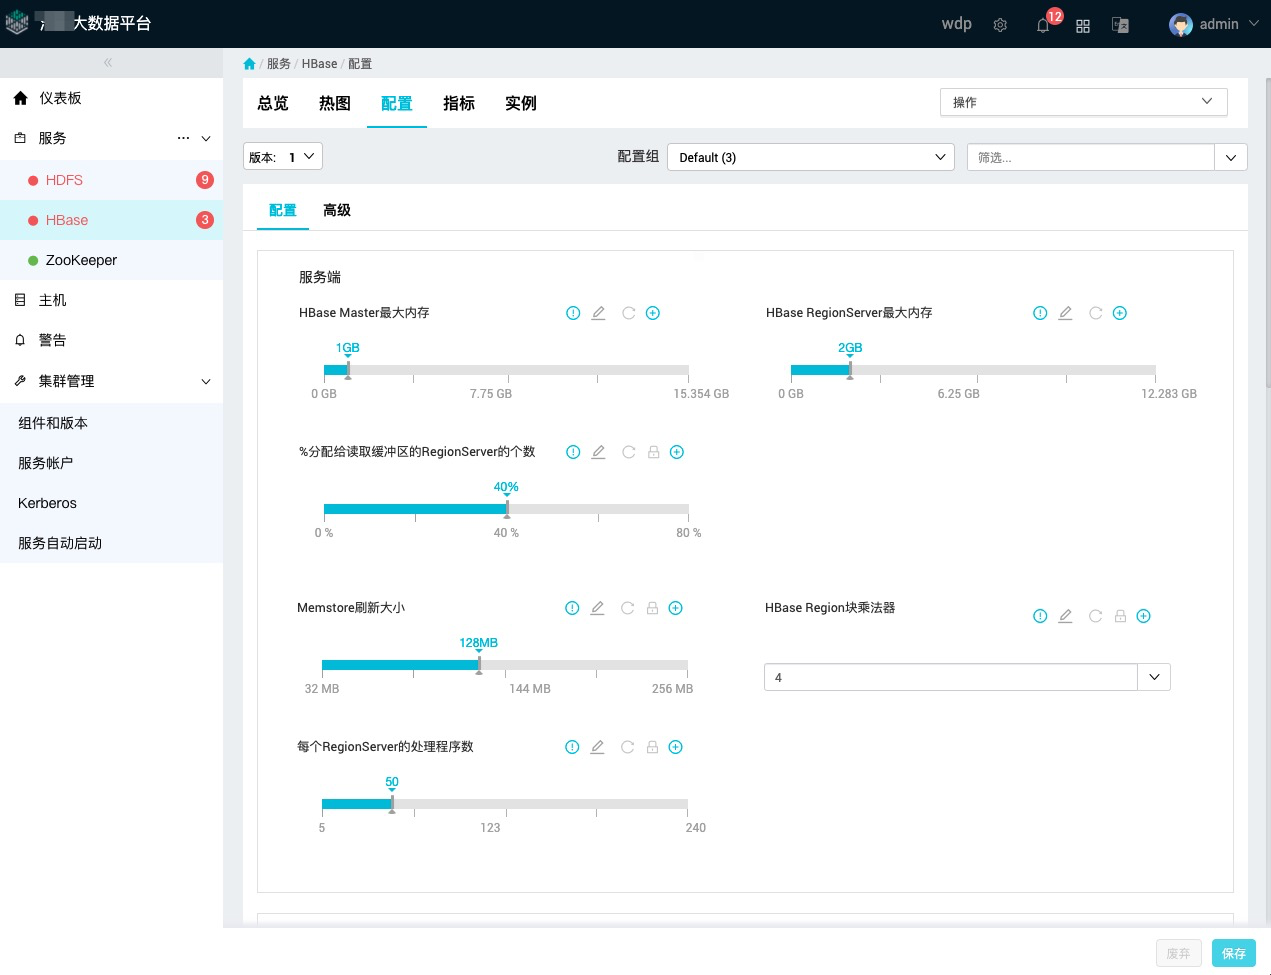 大数据平台
wdp
12
admin
«
仪表板
服务 ···
HDFS 9
HBase 3
ZooKeeper
主机
警告
集群管理
组件和版本
服务帐户
Kerberos
服务自动启动
/ 服务 / HBase / 配置
总览 热图 配置 指标 实例
操作
版本: 1
配置组 Default (3)
筛选...
配置 高级
服务端
HBase Master最大内存
1GB
0 GB 7.75 GB 15.354 GB
HBase RegionServer最大内存
2GB
0 GB 6.25 GB 12.283 GB
%分配给读取缓冲区的RegionServer的个数
40%
0 % 40 % 80 %
Memstore刷新大小
128MB
32 MB 144 MB 256 MB
HBase Region块乘法器
4
每个RegionServer的处理程序数
50
5 123 240
废弃 保存